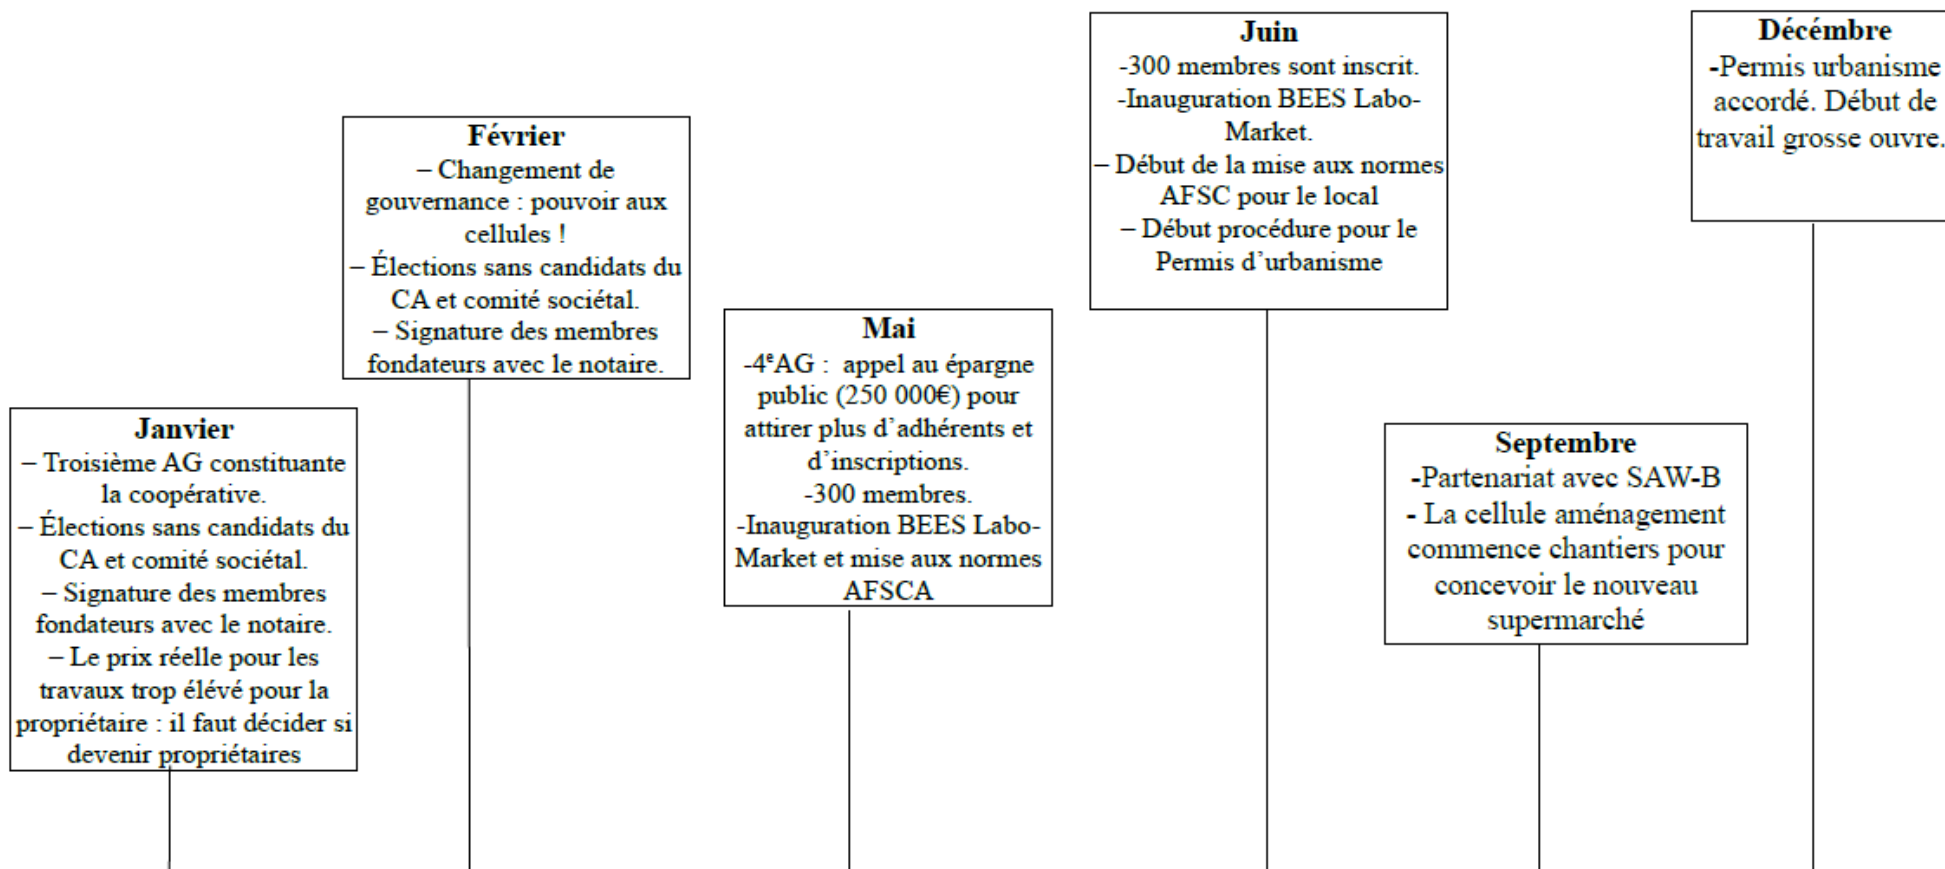 Janvier
– Troisième AG constituante
la coopérative.
– Élections sans candidats du
CA et comité sociétal.
– Signature des membres
fondateurs avec le notaire.
– Le prix réelle pour les
travaux trop élévé pour la
propriétaire : il faut décider si
devenir propriétaires
Février
– Changement de
gouvernance : pouvoir aux
cellules !
– Élections sans candidats du
CA et comité sociétal.
– Signature des membres
fondateurs avec le notaire.
Mai
-4ᵉAG : appel au épargne
public (250 000€) pour
attirer plus d’adhérents et
d’inscriptions.
-300 membres.
-Inauguration BEES Labo-
Market et mise aux normes
AFSCA
Juin
-300 membres sont inscrit.
-Inauguration BEES Labo-
Market.
– Début de la mise aux normes
AFSC pour le local
– Début procédure pour le
Permis d’urbanisme
Septembre
-Partenariat avec SAW-B
- La cellule aménagement
commence chantiers pour
concevoir le nouveau
supermarché
Décémbre
-Permis urbanisme
accordé. Début de
travail grosse ouvre.